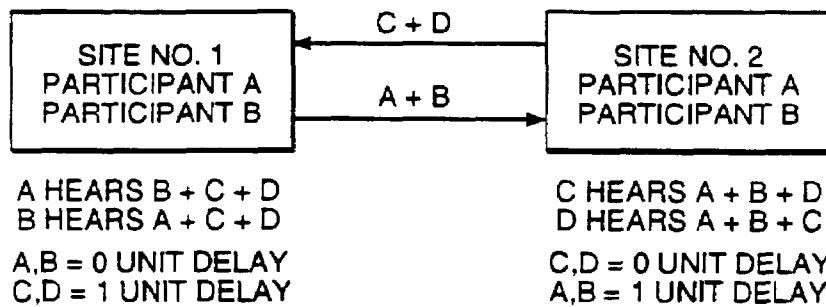 C + D
SITE NO. 1
PARTICIPANT A
PARTICIPANT B
A + B
SITE NO. 2
PARTICIPANT A
PARTICIPANT B
A HEARS B + C + D
B HEARS A + C + D
A,B = 0 UNIT DELAY
C,D = 1 UNIT DELAY
C HEARS A + B + D
D HEARS A + B + C
C,D = 0 UNIT DELAY
A,B = 1 UNIT DELAY